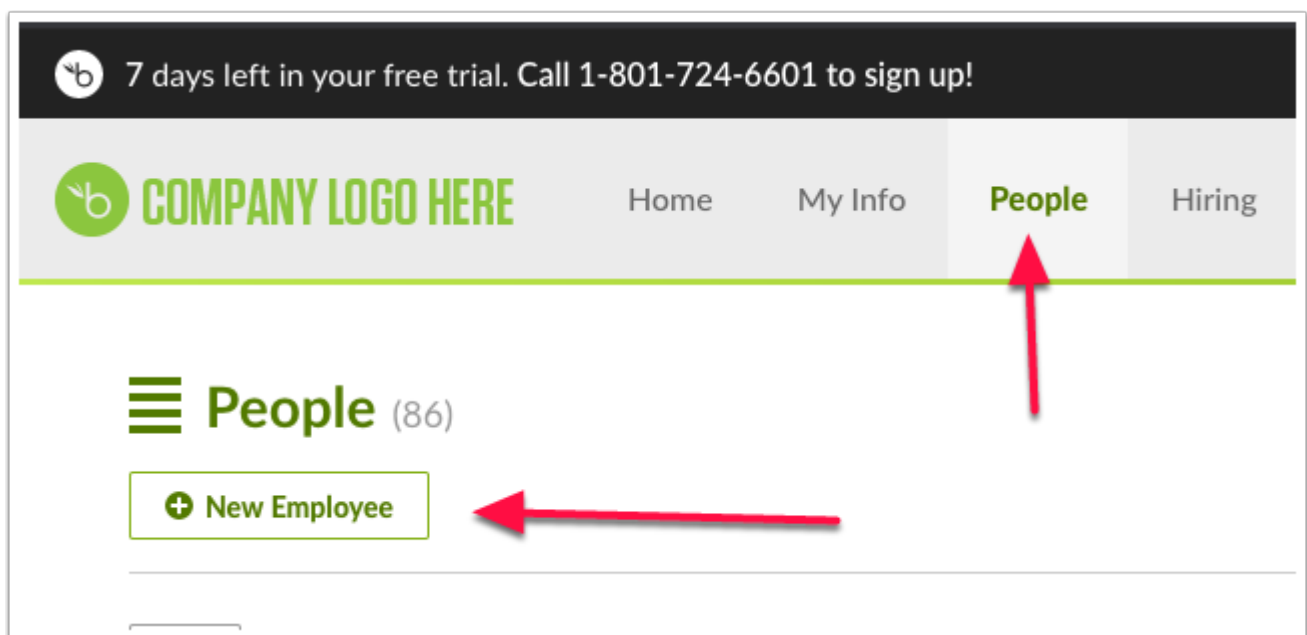 7 days left in your free trial. Call 1-801-724-6601 to sign up!
COMPANY LOGO HERE Home My Info People Hiring
People (86)
New Employee